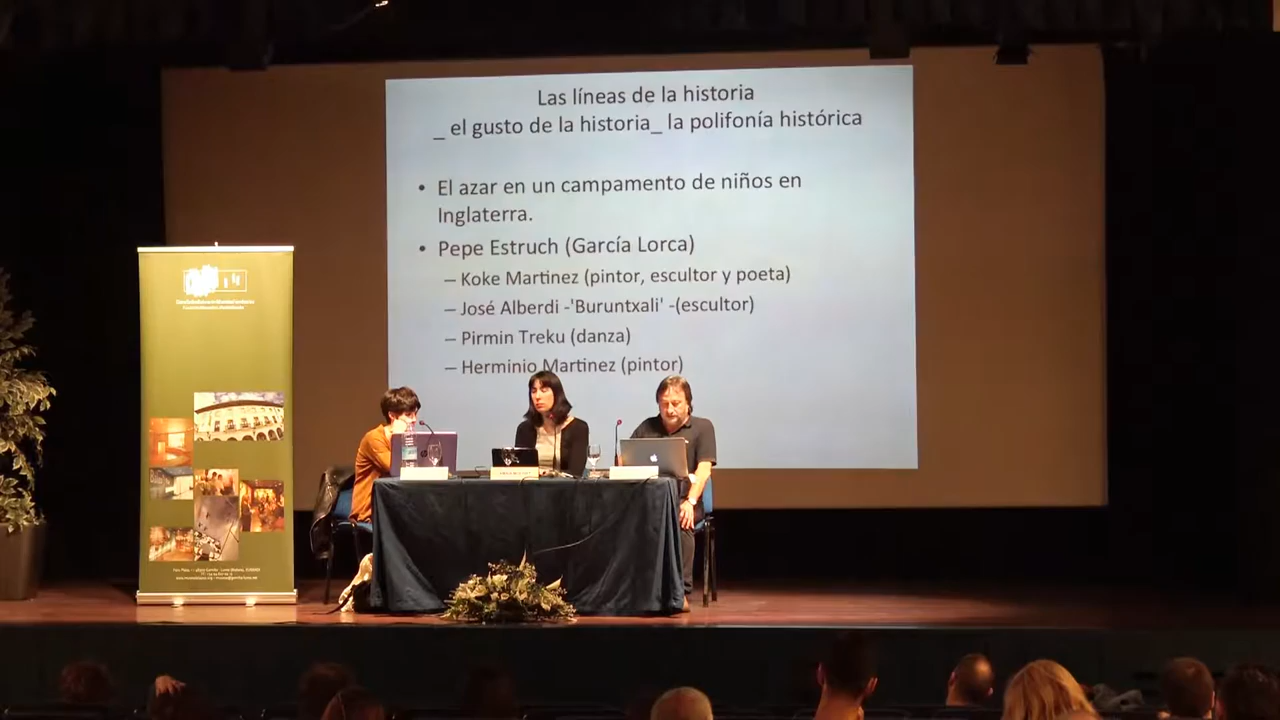 Las líneas de la historia
_ el gusto de la historia_ la polifonía histórica
• El azar en un campamento de niños en
Inglaterra.
• Pepe Estruch (García Lorca)
– Koke Martinez (pintor, escultor y poeta)
– José Alberdi -'Buruntxali' -(escultor)
– Pirmin Treku (danza)
– Herminio Martinez (pintor)